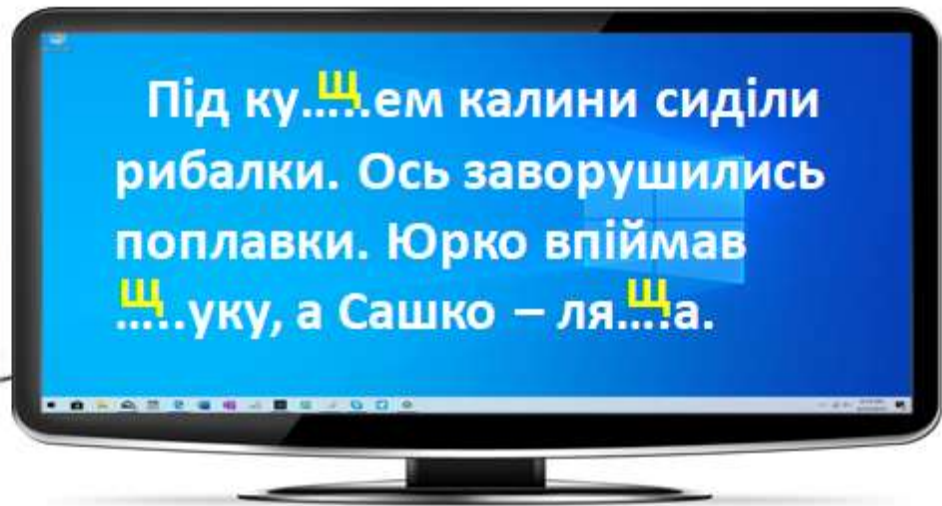 Під ку..Щ..ем калини сиділи
рибалки. Ось заворушились
поплавки. Юрко впіймав
..Щ..уку, а Сашко – ля..Щ..а.